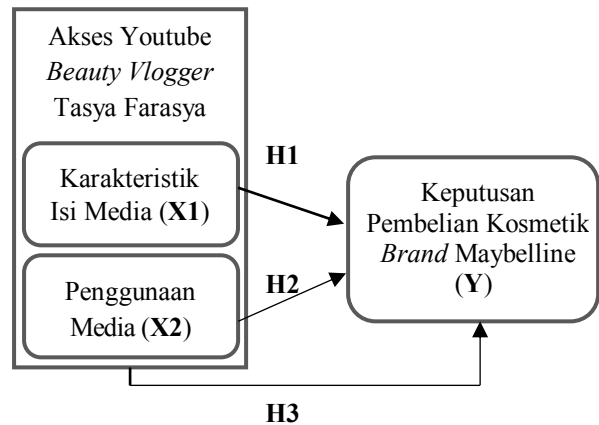 Akses Youtube
Beauty Vlogger
Tasya Farasya
Karakteristik
Isi Media (X1)
Penggunaan
Media (X2)
H1
H2
H3
Keputusan
Pembelian Kosmetik
Brand Maybelline
(Y)